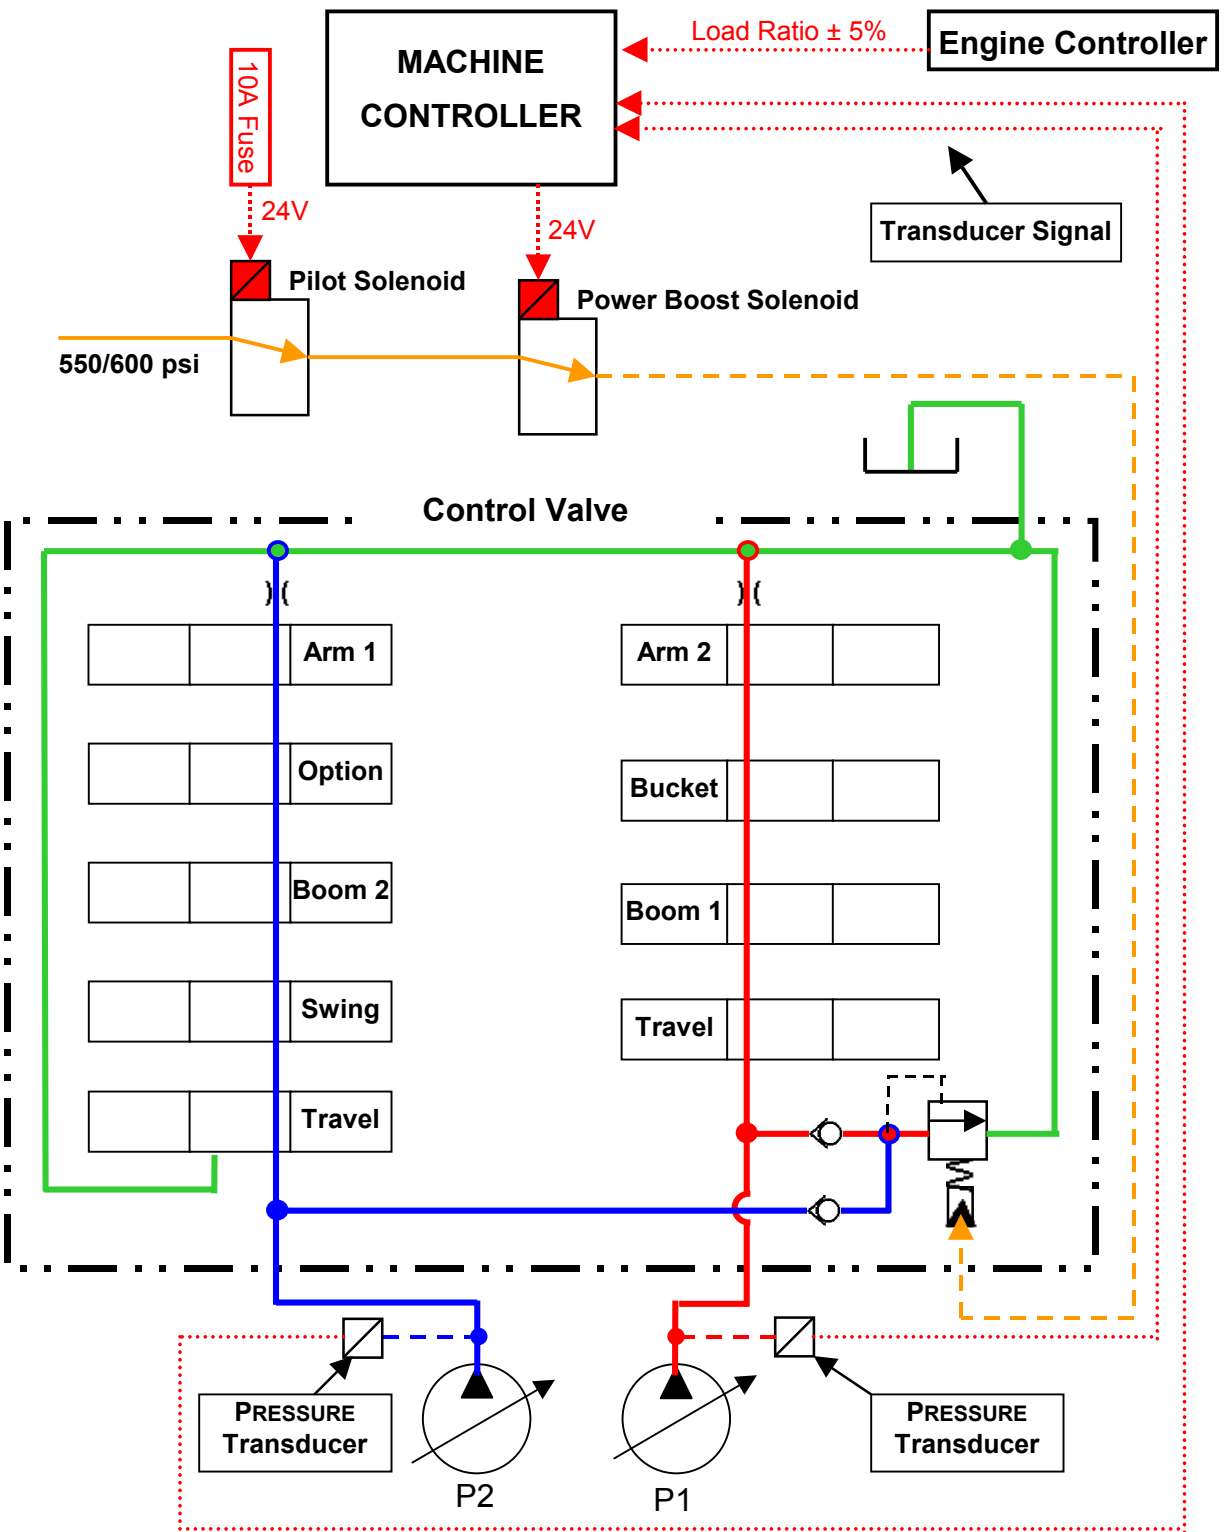 Load Ratio ± 5%
Engine Controller
MACHINE
CONTROLLER
10A Fuse
24V
24V
Transducer Signal
Pilot Solenoid
Power Boost Solenoid
550/600 psi
Control Valve
Arm 1
Arm 2
Option
Bucket
Boom 2
Boom 1
Swing
Travel
Travel
PRESSURE
Transducer
PRESSURE
Transducer
P2
P1